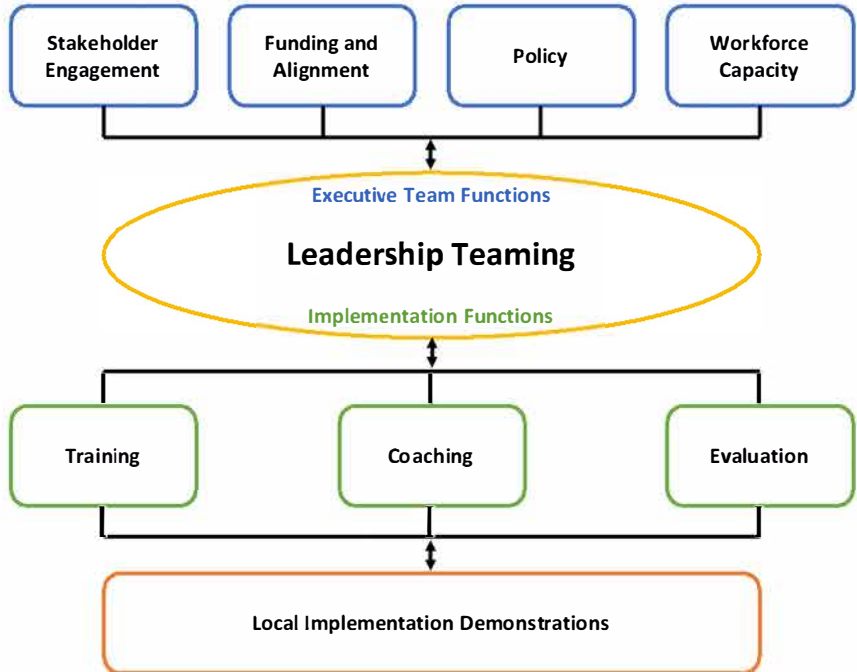 Stakeholder
Engagement
Funding and
Alignment
Policy
Workforce
Capacity
Executive Team Functions
Leadership Teaming
Implementation Functions
Training
Coaching
Evaluation
Local Implementation Demonstrations